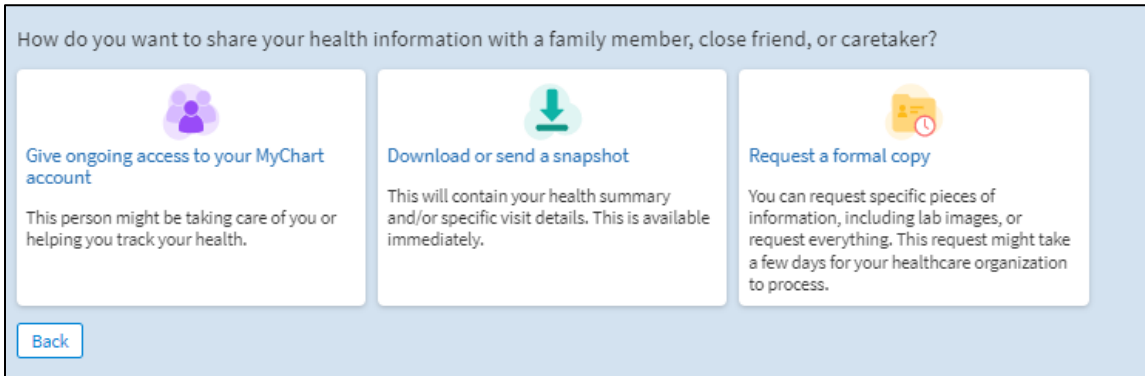 How do you want to share your health information with a family member, close friend, or caretaker?
Give ongoing access to your MyChart
account
This person might be taking care of you or
helping you track your health.
Download or send a snapshot
This will contain your health summary
and/or specific visit details. This is available
immediately.
Request a formal copy
You can request specific pieces of
information, including lab images, or
request everything. This request might take
a few days for your healthcare organization
to process.
Back